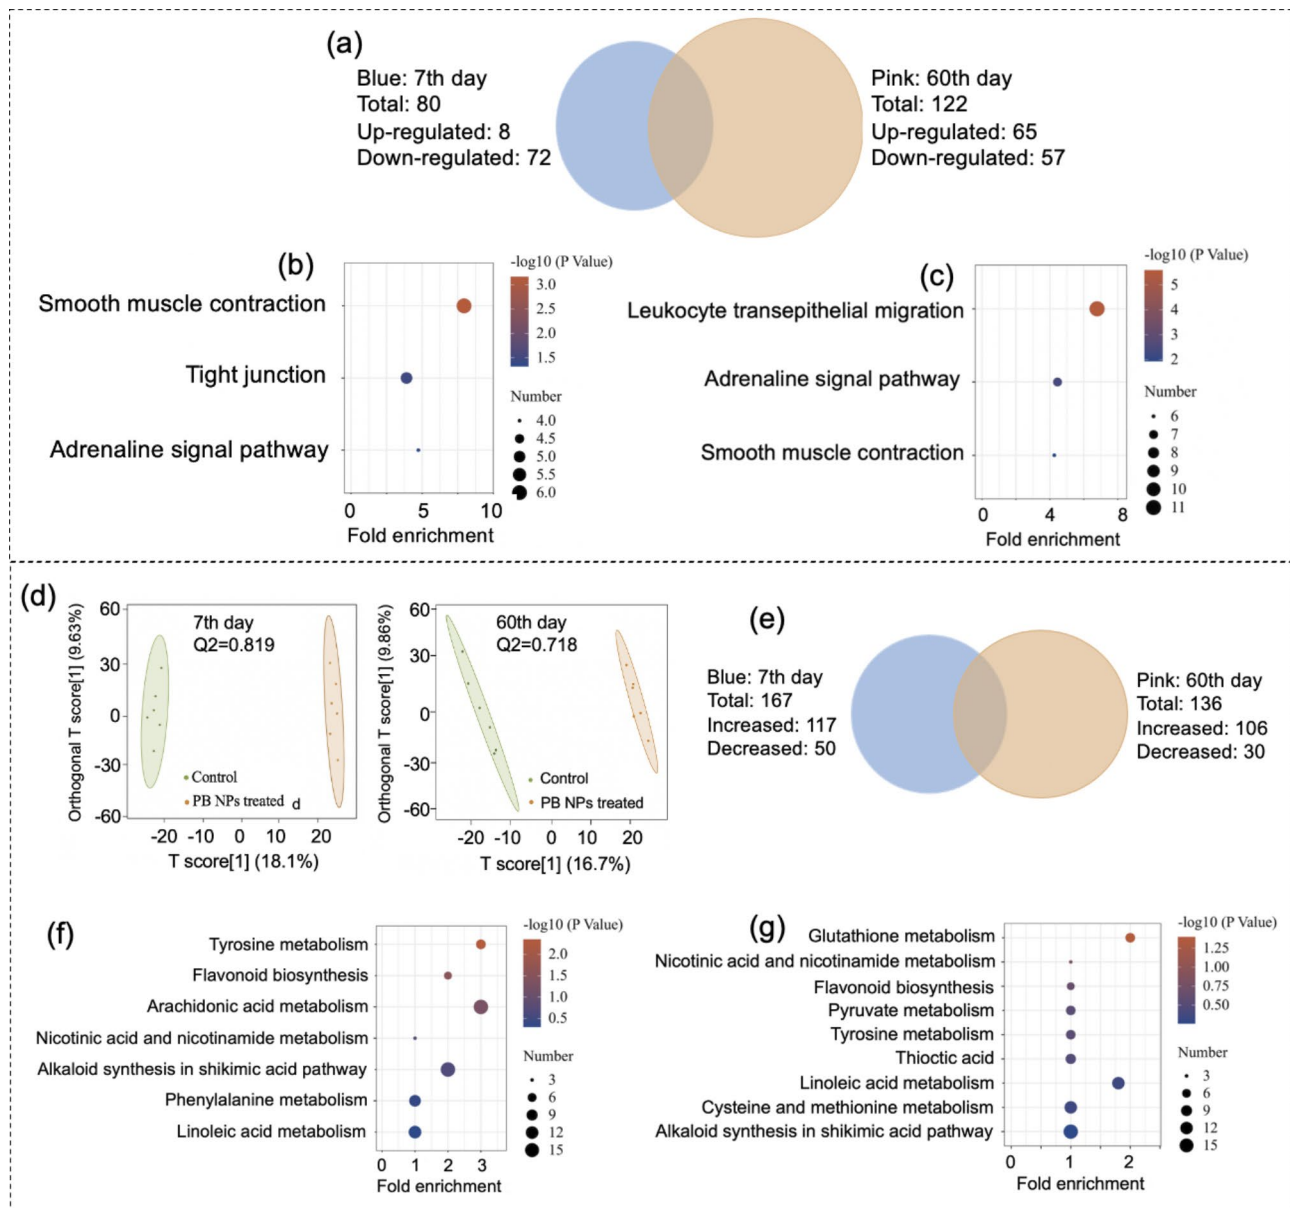 (a)
Blue: 7th day
Total: 80
Up-regulated: 8
Down-regulated: 72
Pink: 60th day
Total: 122
Up-regulated: 65
Down-regulated: 57
(b)
Smooth muscle contraction
Tight junction
Adrenaline signal pathway
0 5 10
Fold enrichment
-log10 (P Value)
3.0
2.5
2.0
1.5
Number
4.0
4.5
5.0
5.5
6.0
(c)
Leukocyte transepithelial migration
Adrenaline signal pathway
Smooth muscle contraction
0 4 8
Fold enrichment
-log10 (P Value)
5
4
3
2
Number
6
7
8
9
10
11
(d)
Orthogonal T score[1] (9.63%)
60
30
0
-30
-60
7th day
Q2=0.819
Control
PB NPs treated d
-20 -10 0 10 20
T score[1] (18.1%)
Orthogonal T score[1] (9.86%)
60
30
0
-30
-60
60th day
Q2=0.718
Control
PB NPs treated
-20 -10 0 10 20
T score[1] (16.7%)
(e)
Blue: 7th day
Total: 167
Increased: 117
Decreased: 50
Pink: 60th day
Total: 136
Increased: 106
Decreased: 30
(f)
Tyrosine metabolism
Flavonoid biosynthesis
Arachidonic acid metabolism
Nicotinic acid and nicotinamide metabolism
Alkaloid synthesis in shikimic acid pathway
Phenylalanine metabolism
Linoleic acid metabolism
0 1 2 3
Fold enrichment
-log10 (P Value)
2.0
1.5
1.0
0.5
Number
3
6
9
12
15
(g)
Glutathione metabolism
Nicotinic acid and nicotinamide metabolism
Flavonoid biosynthesis
Pyruvate metabolism
Tyrosine metabolism
Thioctic acid
Linoleic acid metabolism
Cysteine and methionine metabolism
Alkaloid synthesis in shikimic acid pathway
0 1 2
Fold enrichment
-log10 (P Value)
1.25
1.00
0.50
Number
3
6
9
12
15